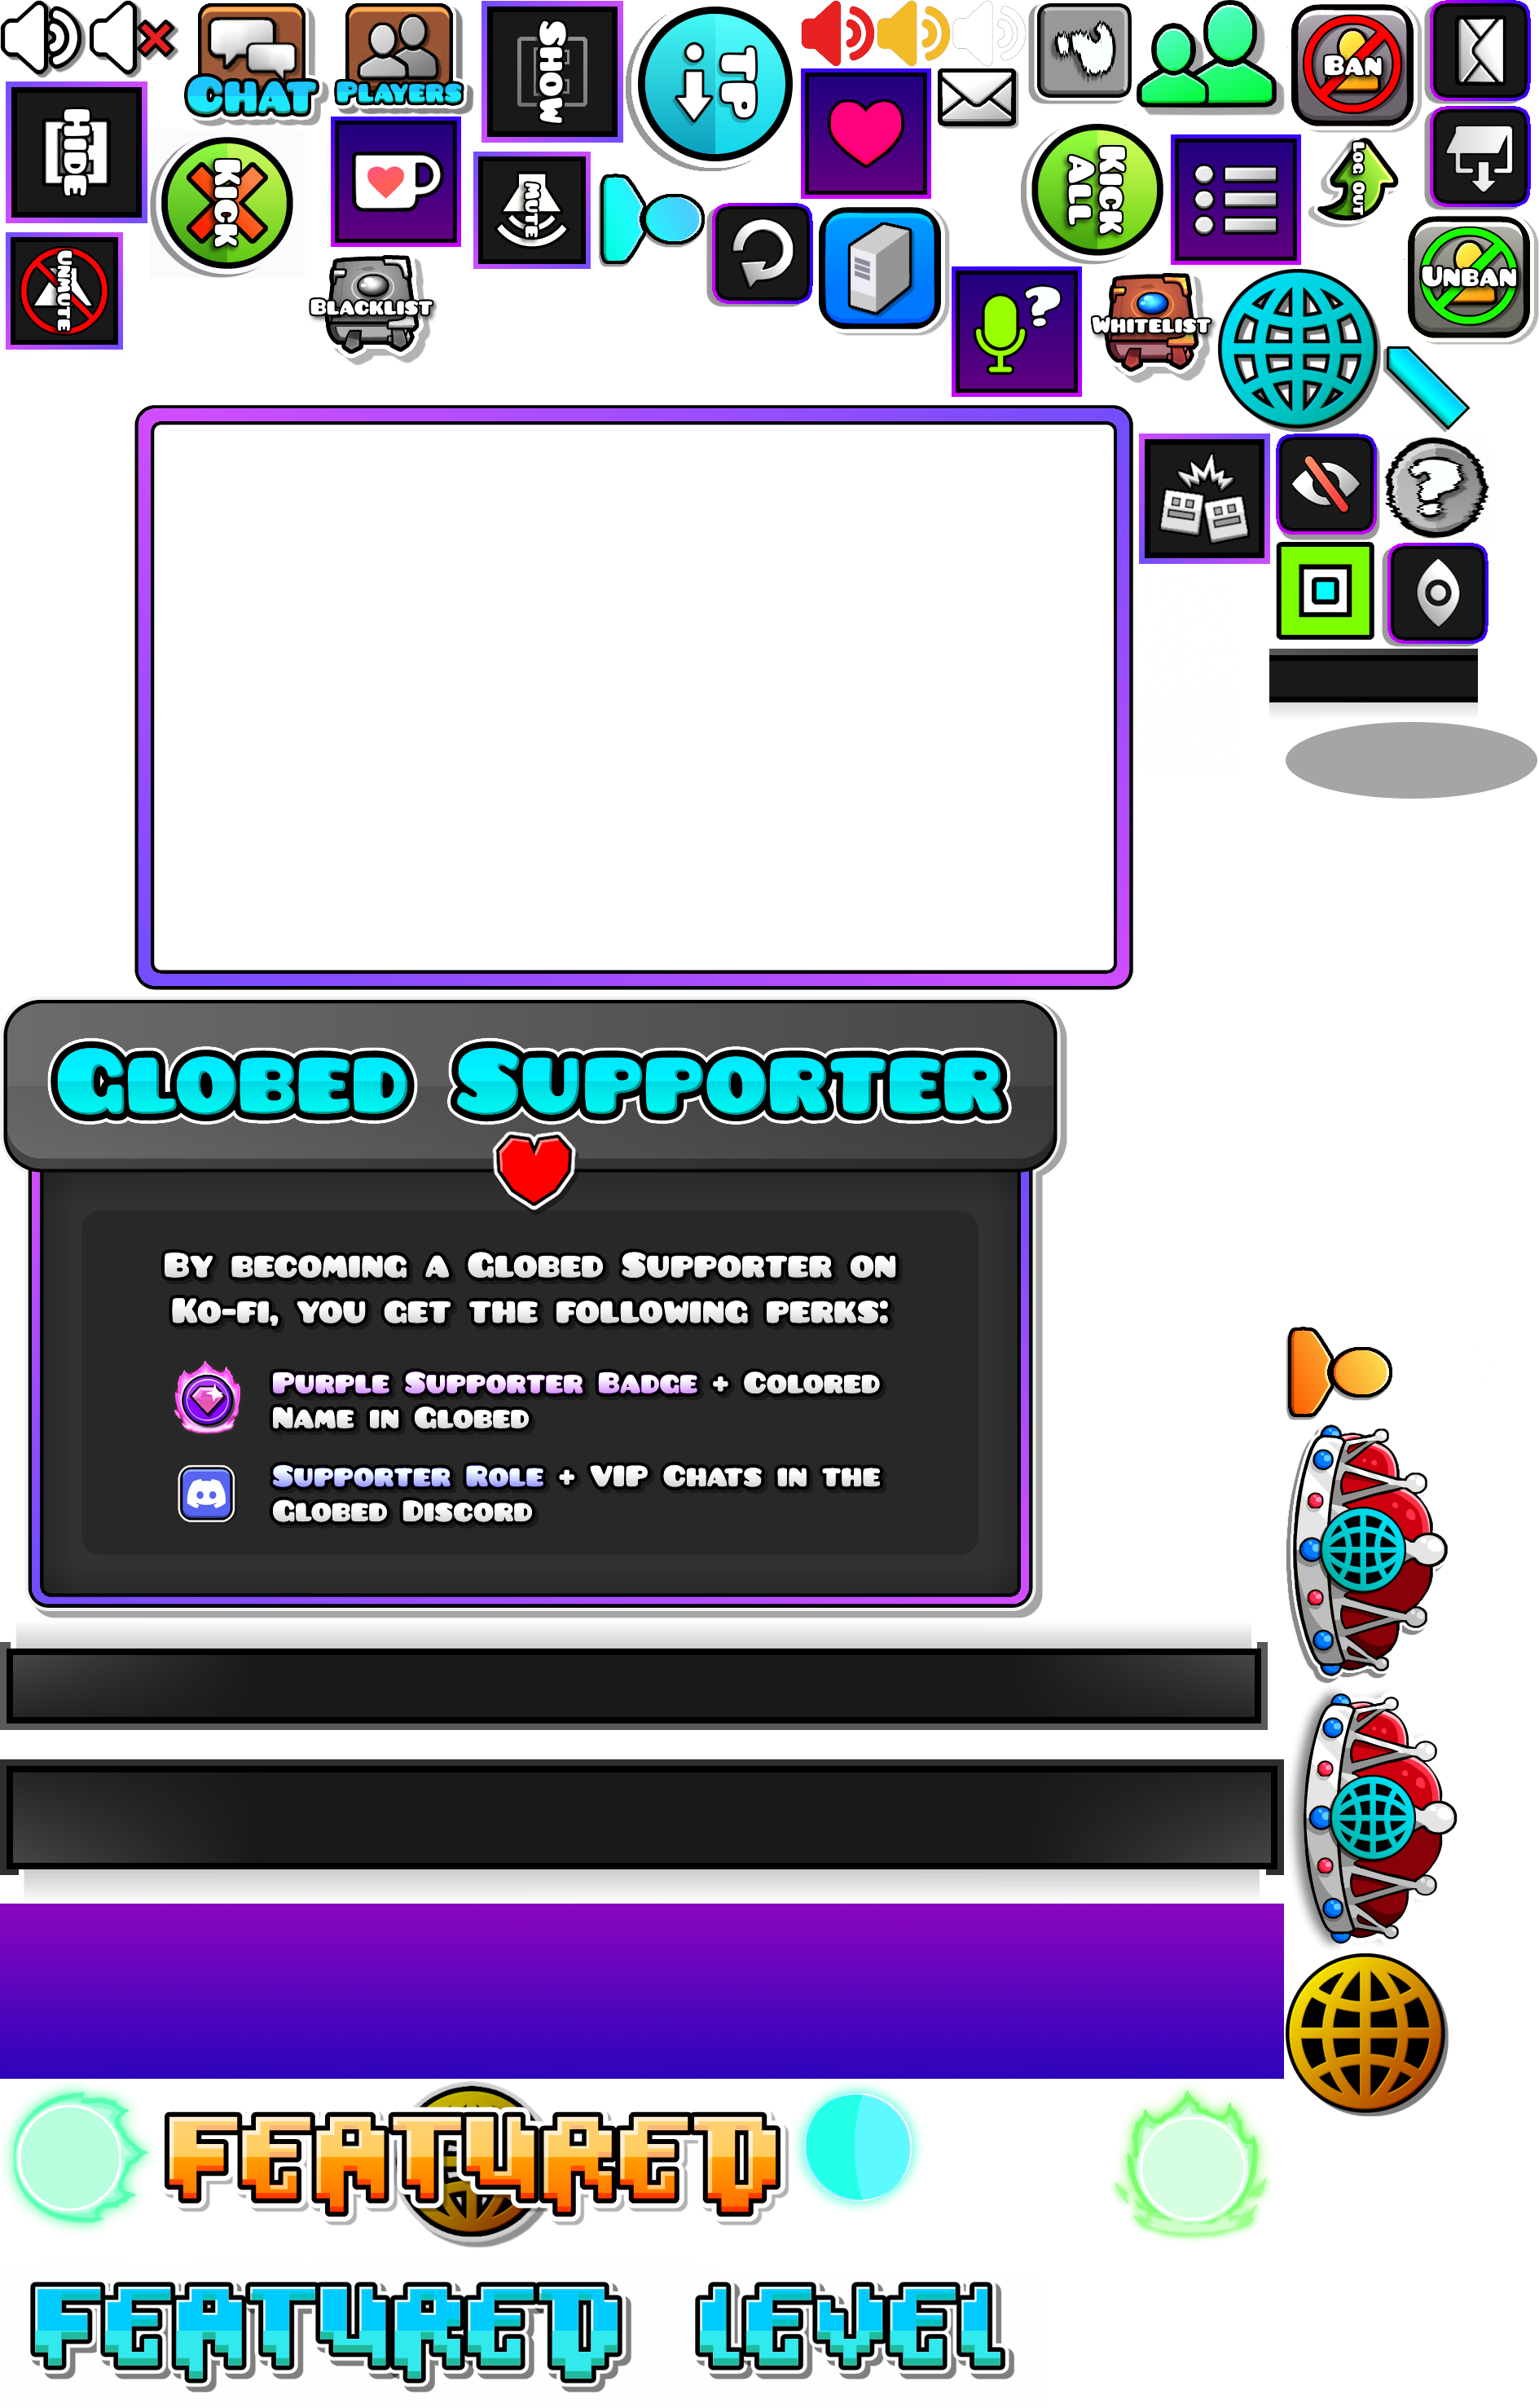 CHAT
PLAYERS
SHOW
TP
BAN
HIDE
KICK
MUTE
KICK
ALL
LOG OUT
UNMUTE
BLACKLIST
WHITELIST
UNBAN
GLOBED SUPPORTER
BY BECOMING A GLOBED SUPPORTER ON
KO-FI, YOU GET THE FOLLOWING PERKS:
PURPLE SUPPORTER BADGE + COLORED
NAME IN GLOBED
SUPPORTER ROLE + VIP CHATS IN THE
GLOBED DISCORD
FEATURED
FEATURED LEVEL